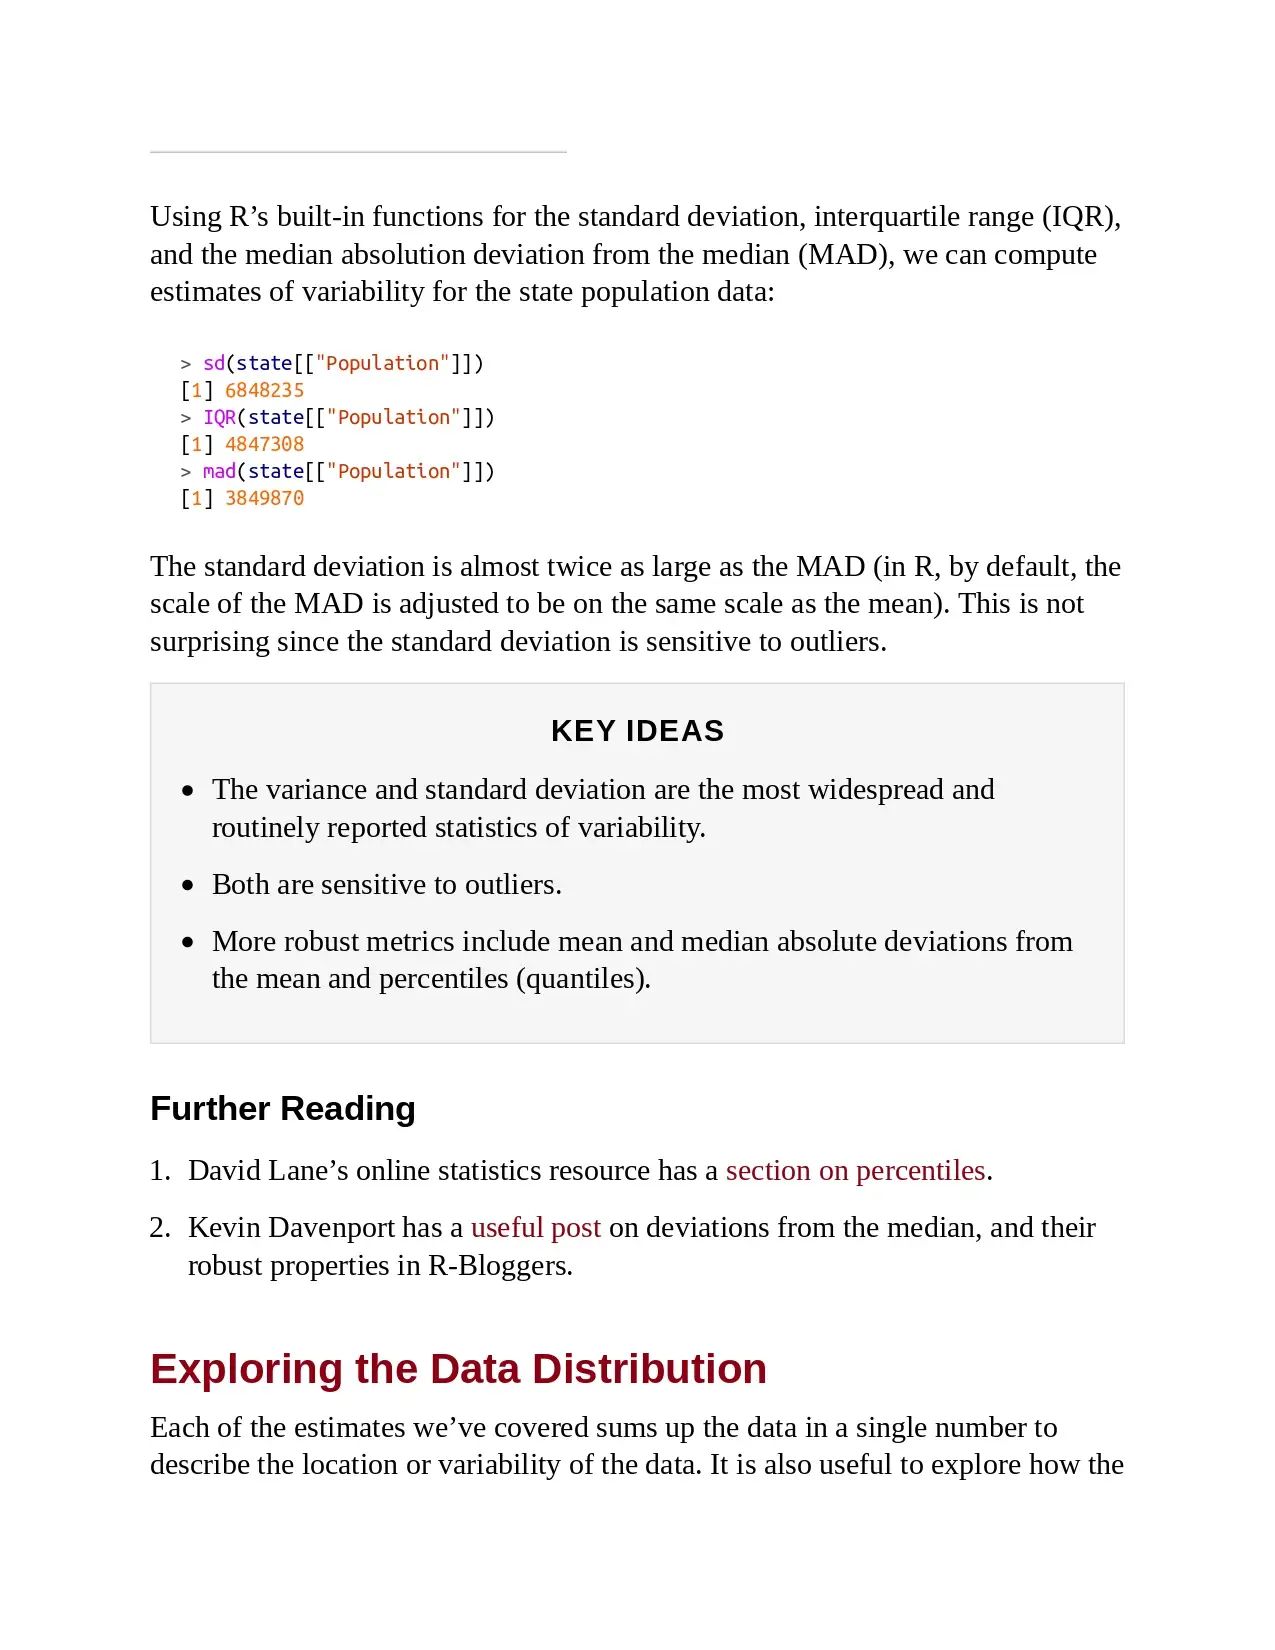 Using R’s built-in functions for the standard deviation, interquartile range (IQR),
and the median absolution deviation from the median (MAD), we can compute
estimates of variability for the state population data:
> sd(state[["Population"]])
[1] 6848235
> IQR(state[["Population"]])
[1] 4847308
> mad(state[["Population"]])
[1] 3849870
The standard deviation is almost twice as large as the MAD (in R, by default, the
scale of the MAD is adjusted to be on the same scale as the mean). This is not
surprising since the standard deviation is sensitive to outliers.
KEY IDEAS
• The variance and standard deviation are the most widespread and
routinely reported statistics of variability.
• Both are sensitive to outliers.
• More robust metrics include mean and median absolute deviations from
the mean and percentiles (quantiles).
Further Reading
1. David Lane’s online statistics resource has a section on percentiles.
2. Kevin Davenport has a useful post on deviations from the median, and their
robust properties in R-Bloggers.
Exploring the Data Distribution
Each of the estimates we’ve covered sums up the data in a single number to
describe the location or variability of the data. It is also useful to explore how the